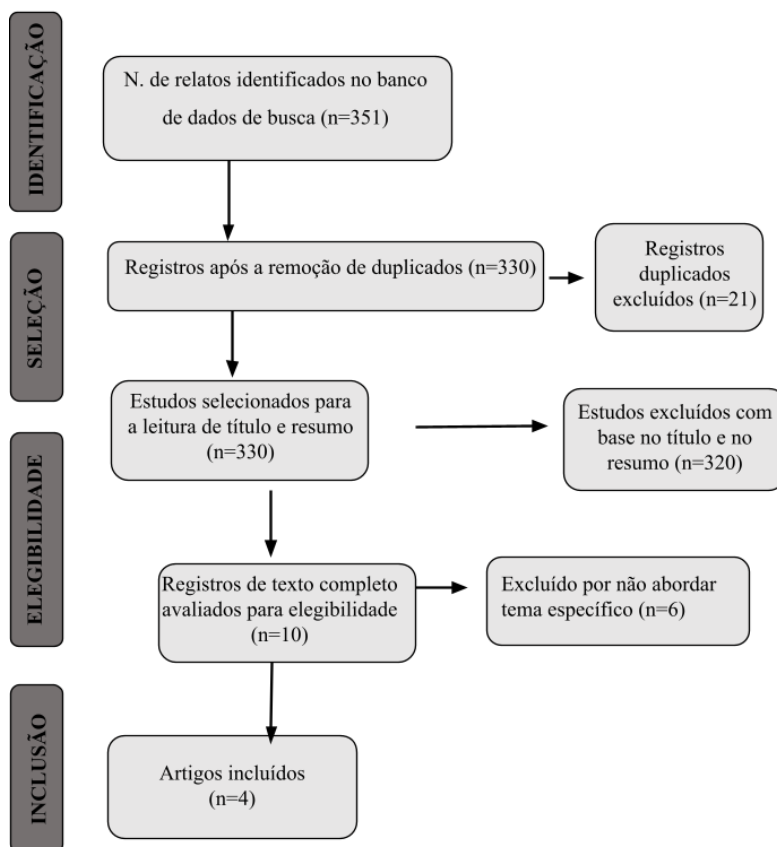 IDENTIFICAÇÃO
N. de relatos identificados no banco
de dados de busca (n=351)
SELEÇÃO
Registros após a remoção de duplicados (n=330)
Registros
duplicados
excluídos (n=21)
Estudos selecionados para
a leitura de título e resumo
(n=330)
Estudos excluídos com
base no título e no
resumo (n=320)
ELEGIBILIDADE
Registros de texto completo
avaliados para elegibilidade
(n=10)
Excluído por não abordar
tema específico (n=6)
INCLUSÃO
Artigos incluídos
(n=4)